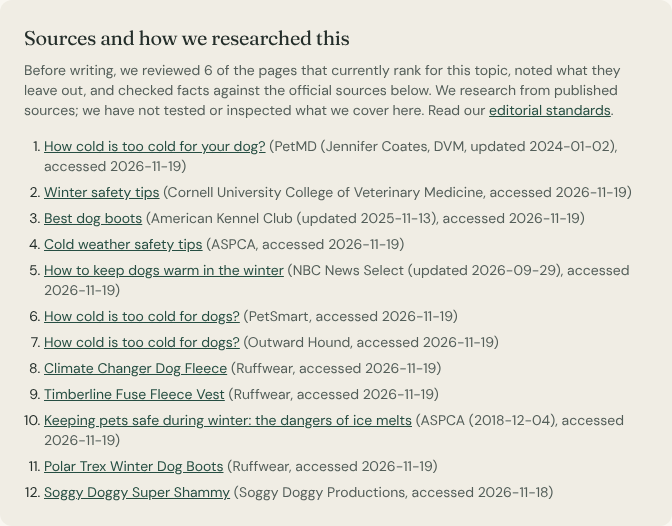 Sources and how we researched this
Before writing, we reviewed 6 of the pages that currently rank for this topic, noted what they
leave out, and checked facts against the official sources below. We research from published
sources; we have not tested or inspected what we cover here. Read our editorial standards.
1. How cold is too cold for your dog? (PetMD (Jennifer Coates, DVM, updated 2024-01-02),
accessed 2026-11-19)
2. Winter safety tips (Cornell University College of Veterinary Medicine, accessed 2026-11-19)
3. Best dog boots (American Kennel Club (updated 2025-11-13), accessed 2026-11-19)
4. Cold weather safety tips (ASPCA, accessed 2026-11-19)
5. How to keep dogs warm in the winter (NBC News Select (updated 2026-09-29), accessed
2026-11-19)
6. How cold is too cold for dogs? (PetSmart, accessed 2026-11-19)
7. How cold is too cold for dogs? (Outward Hound, accessed 2026-11-19)
8. Climate Changer Dog Fleece (Ruffwear, accessed 2026-11-19)
9. Timberline Fuse Fleece Vest (Ruffwear, accessed 2026-11-19)
10. Keeping pets safe during winter: the dangers of ice melts (ASPCA (2018-12-04), accessed
2026-11-19)
11. Polar Trex Winter Dog Boots (Ruffwear, accessed 2026-11-19)
12. Soggy Doggy Super Shammy (Soggy Doggy Productions, accessed 2026-11-18)